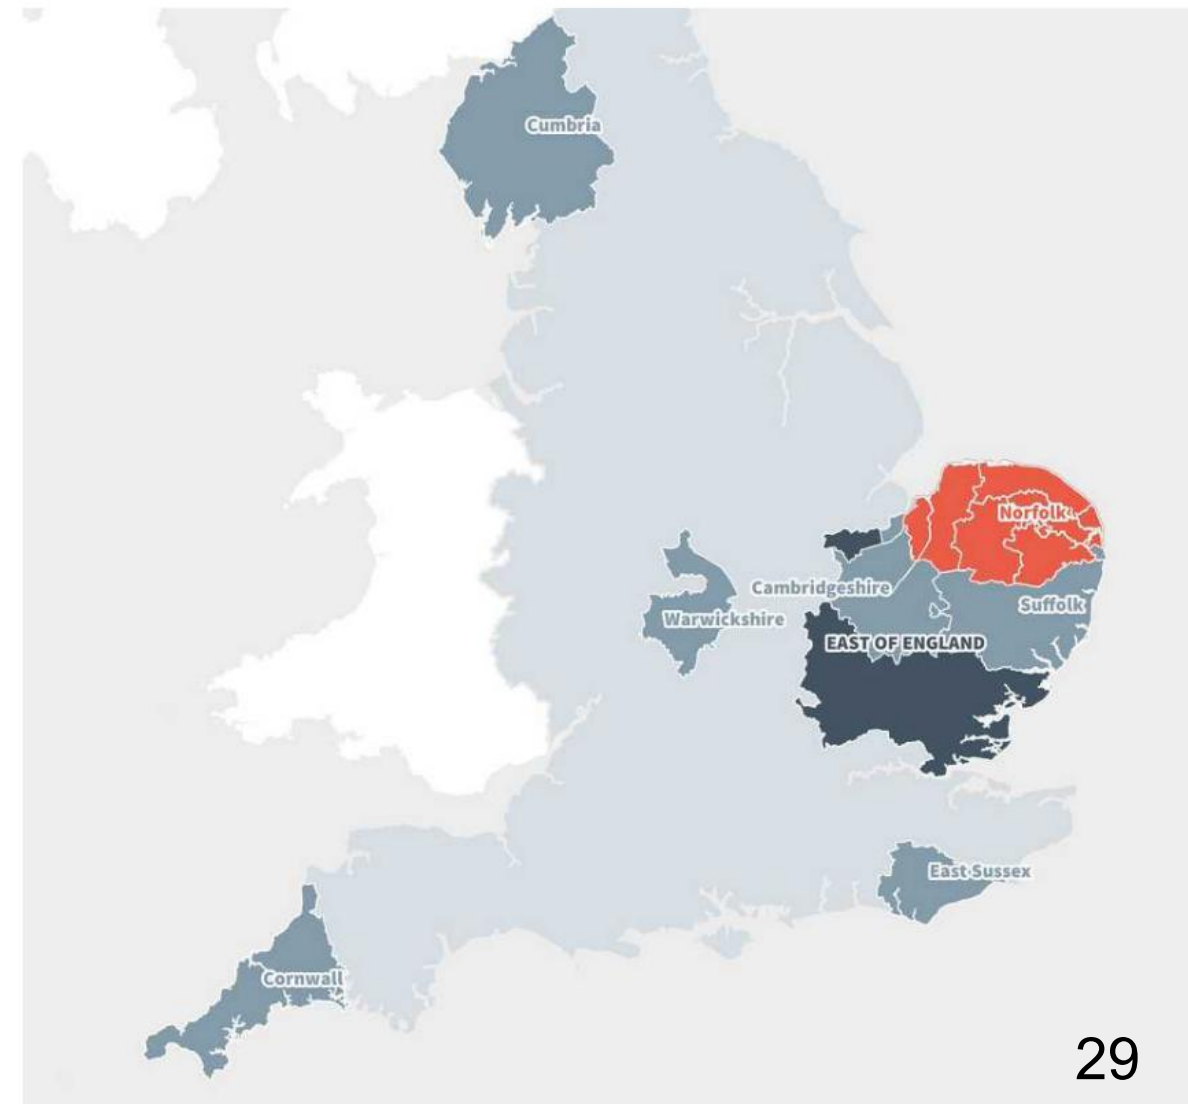 Cumbria
Norfolk
Cambridgeshire
Suffolk
Warwickshire
EAST OF ENGLAND
East Sussex
Cornwall
29